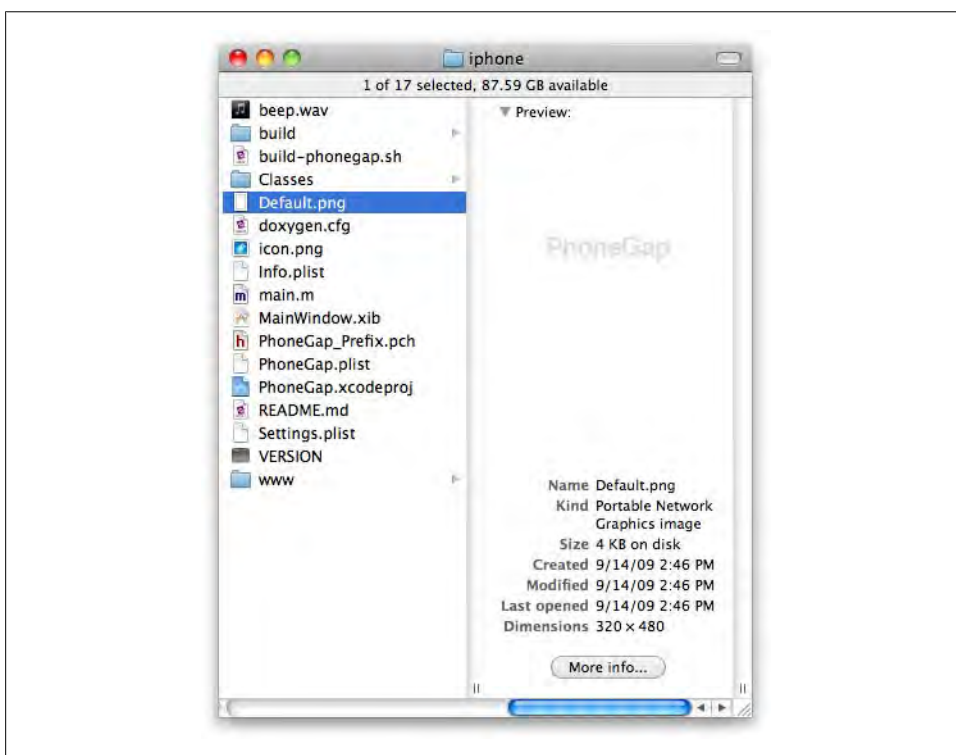 iphone
1 of 17 selected, 87.59 GB available
beep.wav
build
build-phonegap.sh
Classes
Default.png
doxygen.cfg
icon.png
Info.plist
main.m
MainWindow.xib
PhoneGap_Prefix.pch
PhoneGap.plist
PhoneGap.xcodeproj
README.md
Settings.plist
VERSION
www
Preview:
PhoneGap
Name Default.png
Kind Portable Network
Graphics image
Size 4 KB on disk
Created 9/14/09 2:46 PM
Modified 9/14/09 2:46 PM
Last opened 9/14/09 2:46 PM
Dimensions 320 × 480
More info...